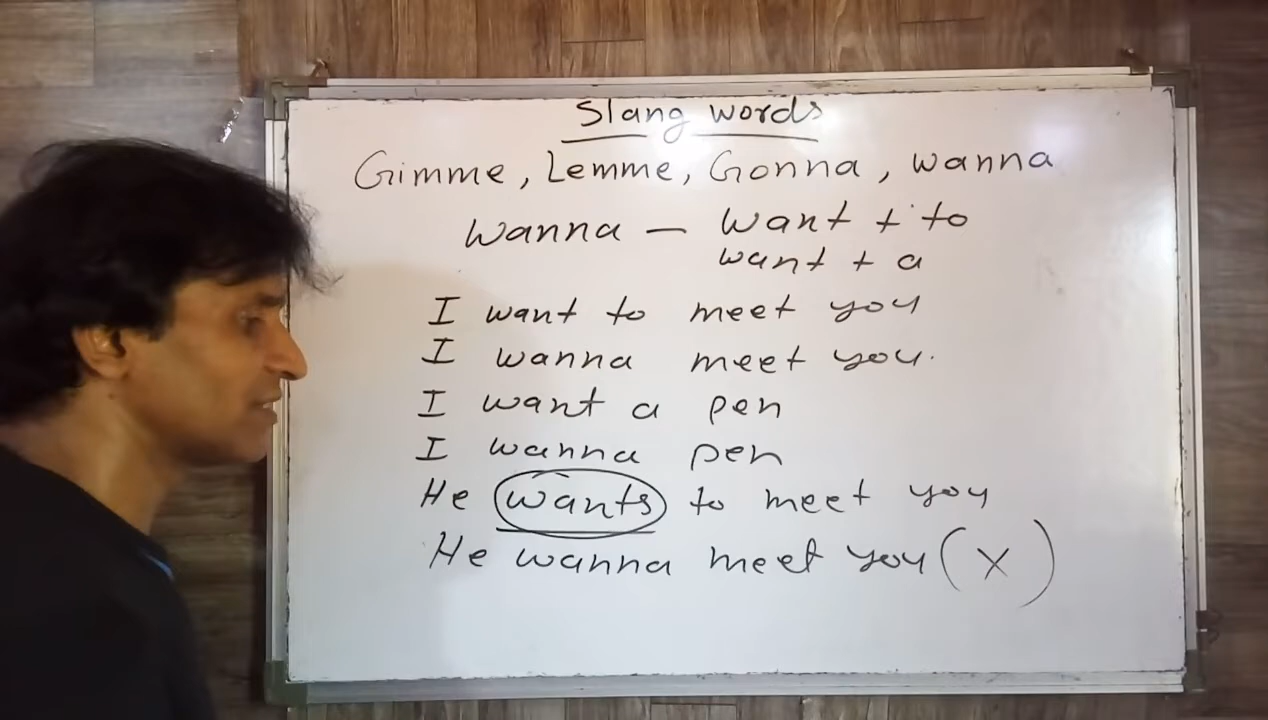 Slang words
Gimme, Lemme, Gonna, wanna
Wanna — Want + to
want + a
I want to meet you
I wanna meet you.
I want a pen
I wanna pen
He wants to meet you
He wanna meet you (X)